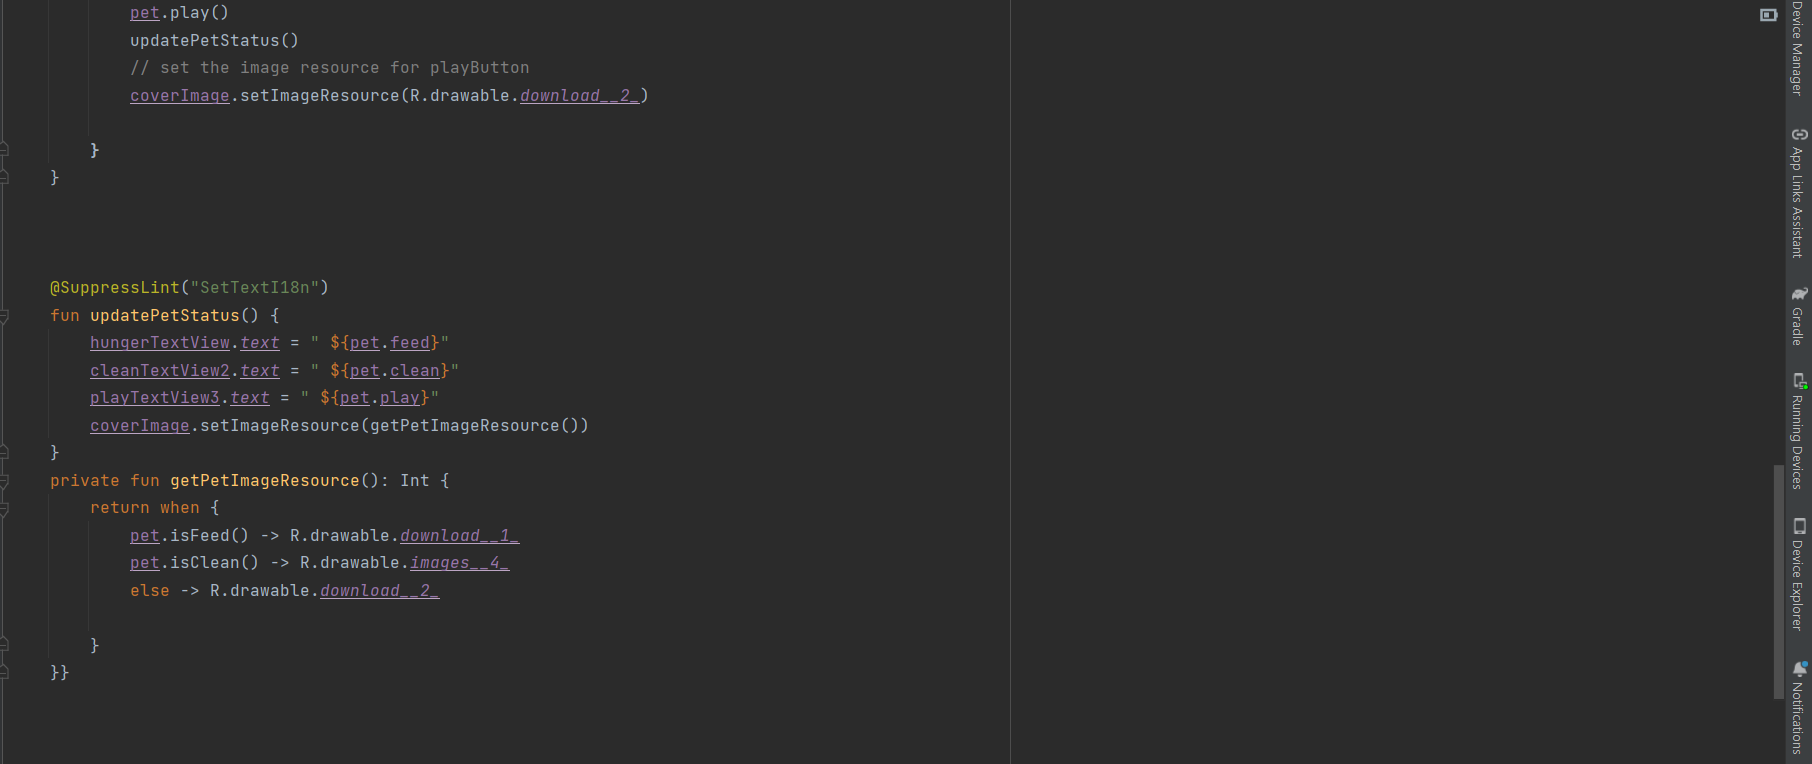 pet.play()
updatePetStatus()
// set the image resource for playButton
coverImage.setImageResource(R.drawable.download__2_)
}
}
@SuppressLint("SetTextI18n")
fun updatePetStatus() {
hungerTextView.text = " ${pet.feed}"
cleanTextView2.text = " ${pet.clean}"
playTextView3.text = " ${pet.play}"
coverImage.setImageResource(getPetImageResource())
}
private fun getPetImageResource(): Int {
return when {
pet.isFeed() -> R.drawable.download__1_
pet.isClean() -> R.drawable.images__4_
else -> R.drawable.download__2_
}
}}
Device Manager
App Links Assistant
Gradle
Running Devices
Device Explorer
Notifications